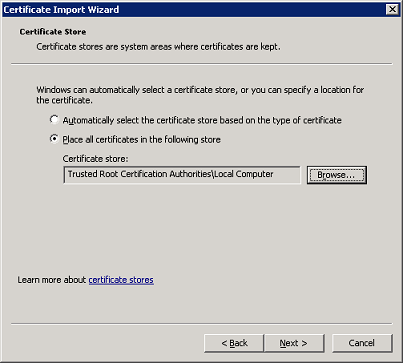 Certificate Import Wizard
Certificate Store
Certificate stores are system areas where certificates are kept.
Windows can automatically select a certificate store, or you can specify a location for
the certificate.
Automatically select the certificate store based on the type of certificate
Place all certificates in the following store
Certificate store:
Trusted Root Certification Authorities\Local Computer
Browse...
Learn more about certificate stores
< Back
Next >
Cancel